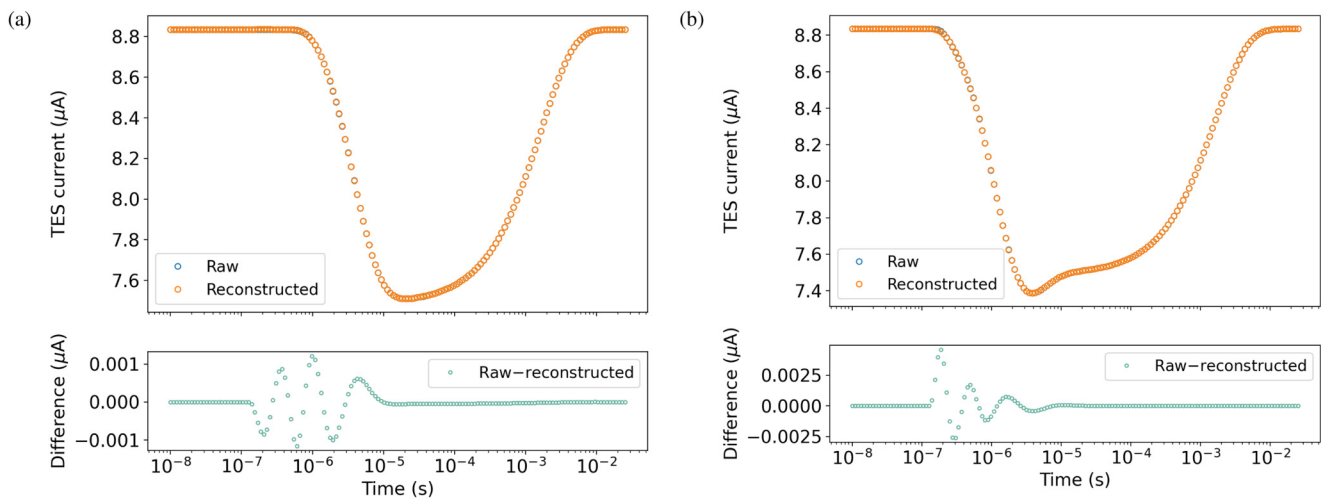 (a)
TES current (μA)
8.8
8.6
8.4
8.2
8.0
7.8
7.6
Raw
Reconstructed
Difference (μA)
0.001
0.000
−0.001
Raw−reconstructed
10⁻⁸ 10⁻⁷ 10⁻⁶ 10⁻⁵ 10⁻⁴ 10⁻³ 10⁻²
Time (s)
(b)
TES current (μA)
8.8
8.6
8.4
8.2
8.0
7.8
7.6
7.4
Raw
Reconstructed
Difference (μA)
0.0025
0.0000
−0.0025
Raw−reconstructed
10⁻⁸ 10⁻⁷ 10⁻⁶ 10⁻⁵ 10⁻⁴ 10⁻³ 10⁻²
Time (s)